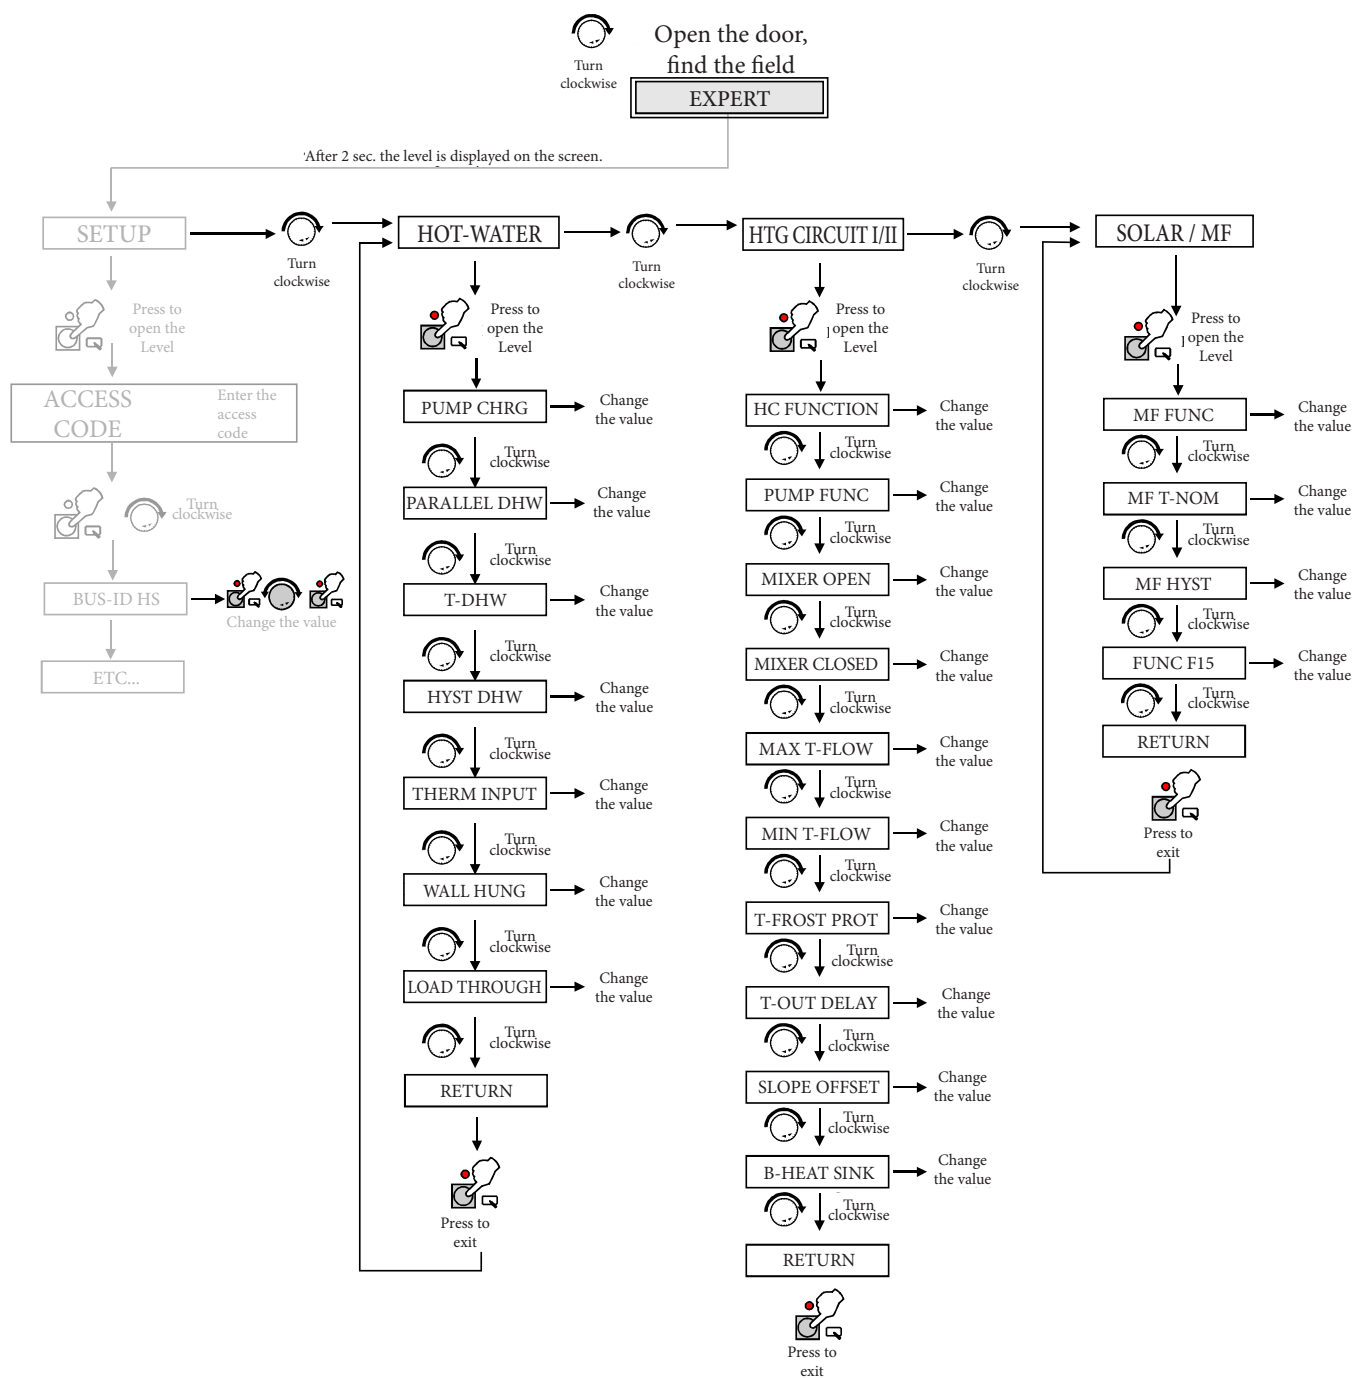 Open the door,
find the field
Turn
clockwise
EXPERT
After 2 sec. the level is displayed on the screen.
SETUP
Turn
clockwise
Press to
open the
Level
ACCESS
CODE
Enter the
access
code
Turn
clockwise
BUS-ID HS
Change the value
ETC...
HOT-WATER
Turn
clockwise
Press to
open the
Level
PUMP CHRG
Change
the value
Turn
clockwise
PARALLEL DHW
Change
the value
Turn
clockwise
T-DHW
Change
the value
Turn
clockwise
HYST DHW
Change
the value
Turn
clockwise
THERM INPUT
Change
the value
Turn
clockwise
WALL HUNG
Change
the value
Turn
clockwise
LOAD THROUGH
Change
the value
Turn
clockwise
RETURN
Press to
exit
HTG CIRCUIT I/II
Turn
clockwise
Press to
open the
Level
HC FUNCTION
Change
the value
Turn
clockwise
PUMP FUNC
Change
the value
Turn
clockwise
MIXER OPEN
Change
the value
Turn
clockwise
MIXER CLOSED
Change
the value
Turn
clockwise
MAX T-FLOW
Change
the value
Turn
clockwise
MIN T-FLOW
Change
the value
Turn
clockwise
T-FROST PROT
Change
the value
Turn
clockwise
T-OUT DELAY
Change
the value
Turn
clockwise
SLOPE OFFSET
Change
the value
Turn
clockwise
B-HEAT SINK
Change
the value
Turn
clockwise
RETURN
Press to
exit
SOLAR / MF
Press to
open the
Level
MF FUNC
Change
the value
Turn
clockwise
MF T-NOM
Change
the value
Turn
clockwise
MF HYST
Change
the value
Turn
clockwise
FUNC F15
Change
the value
Turn
clockwise
RETURN
Press to
exit